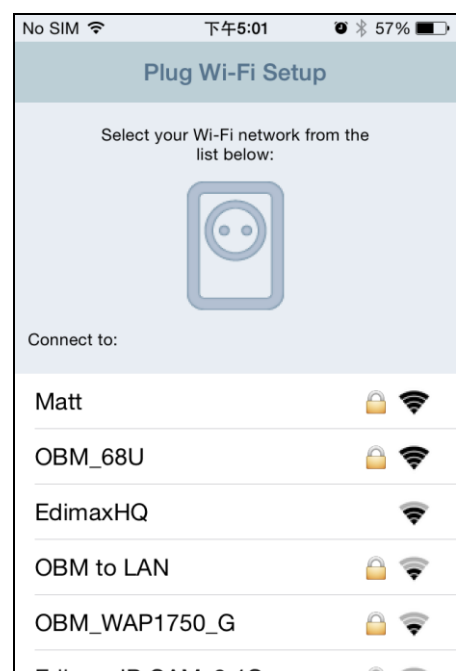 No SIM 下午5:01 57%
Plug Wi-Fi Setup
Select your Wi-Fi network from the
list below:
Connect to:
Matt
OBM_68U
EdimaxHQ
OBM to LAN
OBM_WAP1750_G